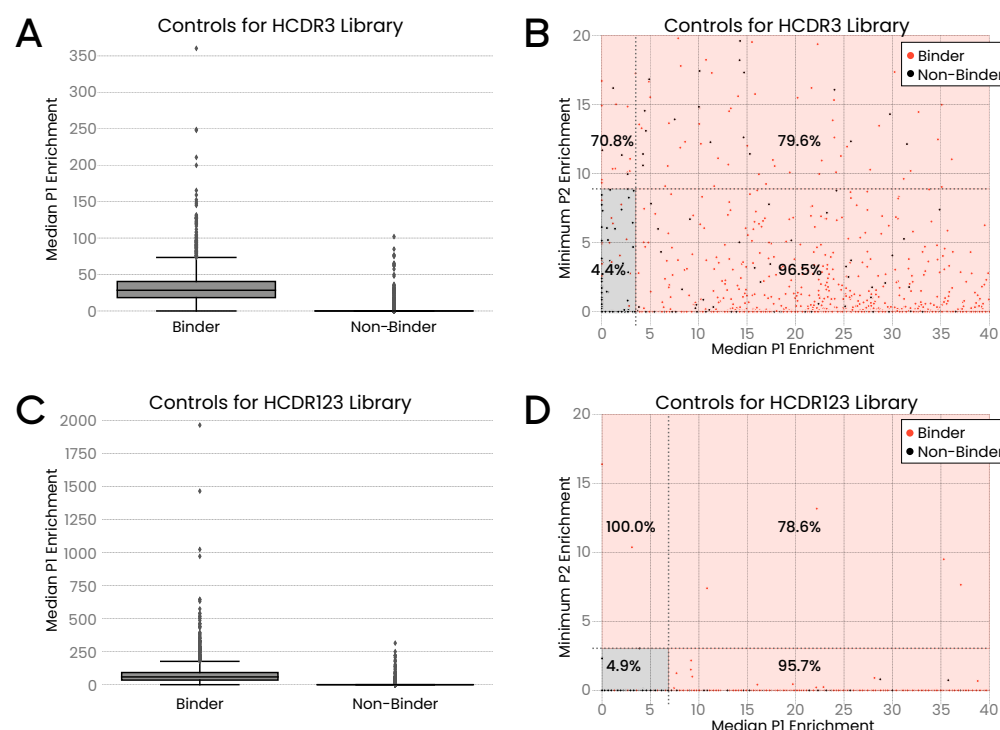 A
Controls for HCDR3 Library
350
300
250
200
150
100
50
0
Median P1 Enrichment
Binder
Non-Binder
B
Controls for HCDR3 Library
20
15
10
5
0
Minimum P2 Enrichment
Binder
Non-Binder
70.8%
79.6%
4.4%
96.5%
0 5 10 15 20 25 30 35 40
Median P1 Enrichment
C
Controls for HCDR123 Library
2000
1750
1500
1250
1000
750
500
250
0
Median P1 Enrichment
Binder
Non-Binder
D
Controls for HCDR123 Library
20
15
10
5
0
Minimum P2 Enrichment
Binder
Non-Binder
100.0%
78.6%
4.9%
95.7%
0 5 10 15 20 25 30 35 40
Median P1 Enrichment